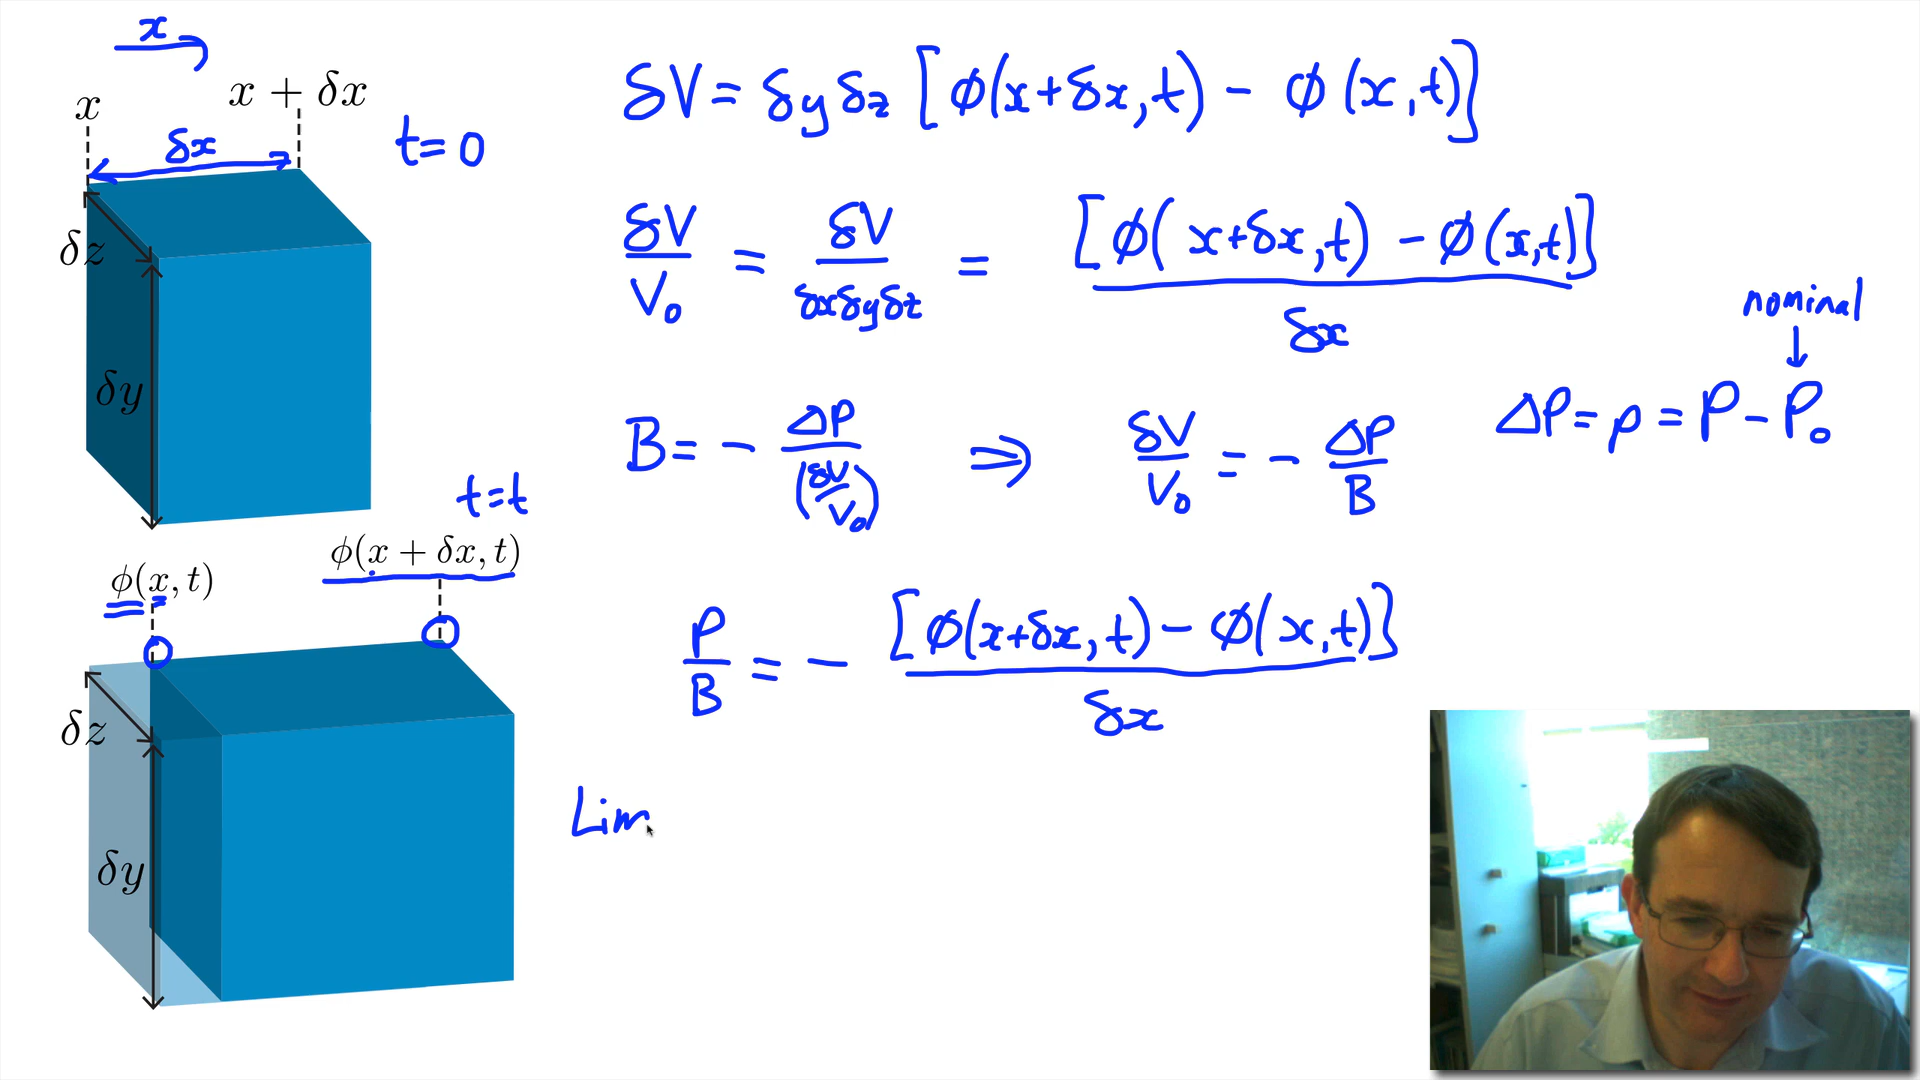 x
x + δx
x
δx
t=0
δz
δy
δV = δy δz [ϕ(x+δx,t) - ϕ(x,t)]
δV/V₀ = δV/δxδyδz = [ϕ(x+δx,t) - ϕ(x,t)]/δx
nominal
↓
B = - ΔP/(δV/V₀) ⇒ δV/V₀ = - ΔP/B
ΔP = p = P - P₀
t=t
ϕ(x + δx, t)
ϕ(x, t)
δz
δy
p/B = - [ϕ(x+δx,t) - ϕ(x,t)]/δx
Lim